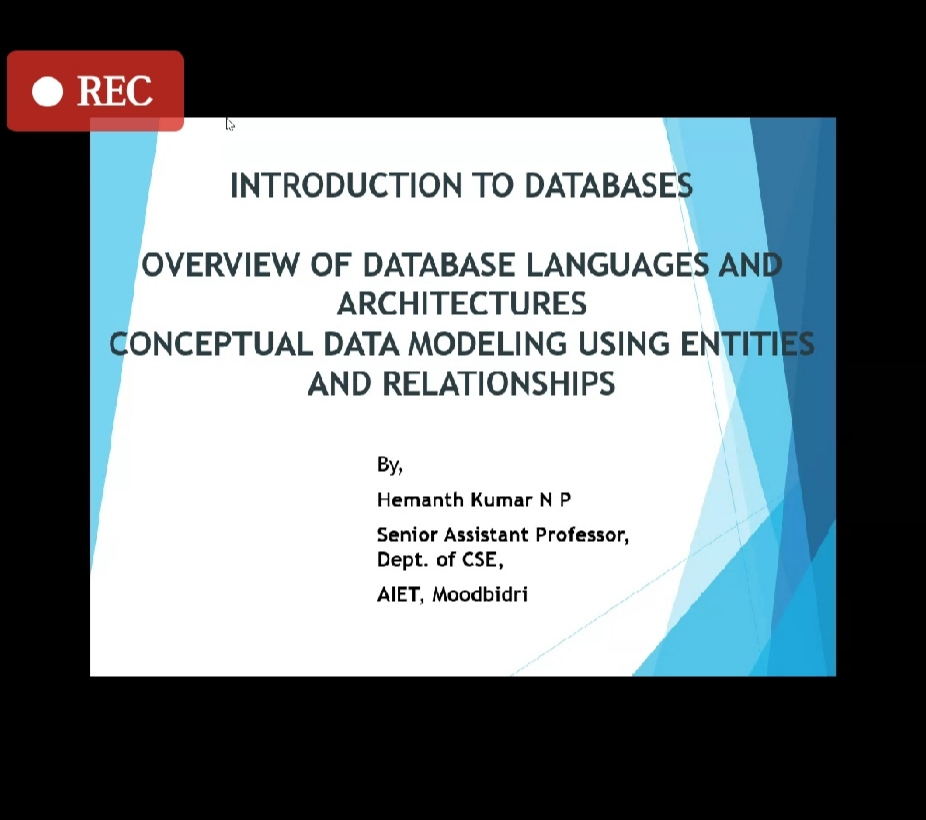 REC
INTRODUCTION TO DATABASES
OVERVIEW OF DATABASE LANGUAGES AND
ARCHITECTURES
CONCEPTUAL DATA MODELING USING ENTITIES
AND RELATIONSHIPS
By,
Hemanth Kumar N P
Senior Assistant Professor,
Dept. of CSE,
AIET, Moodbidri